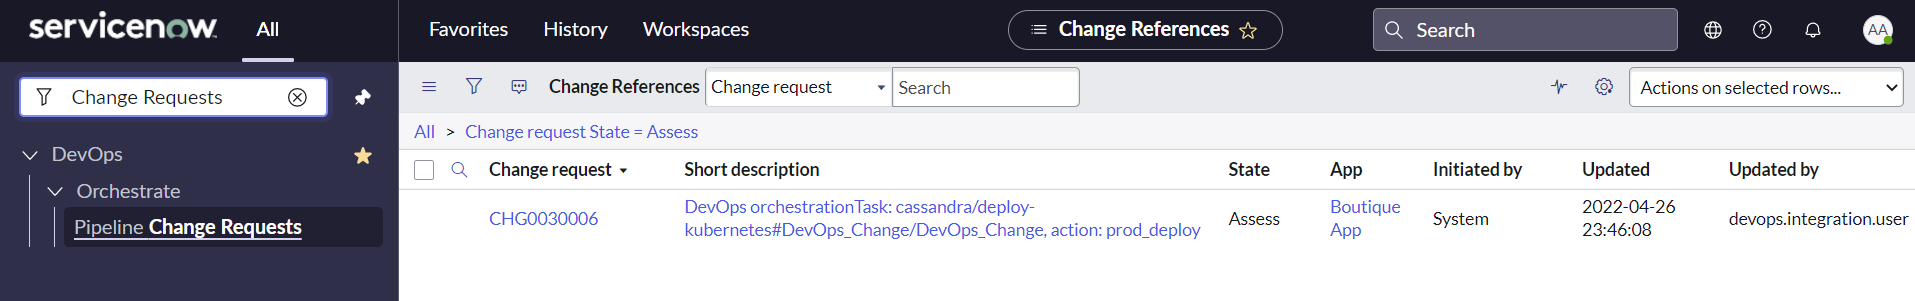 servicenow
All
Favorites
History
Workspaces
Change References
Search
AA
Change Requests
DevOps
Orchestrate
Pipeline Change Requests
Change References
Change request
Search
Actions on selected rows...
All > Change request State = Assess
Change request Short description State App Initiated by Updated Updated by
CHG0030006
DevOps orchestrationTask: cassandra/deploy-
kubernetes#DevOps_Change/DevOps_Change, action: prod_deploy
Assess
Boutique
App
System
2022-04-26
23:46:08
devops.integration.user